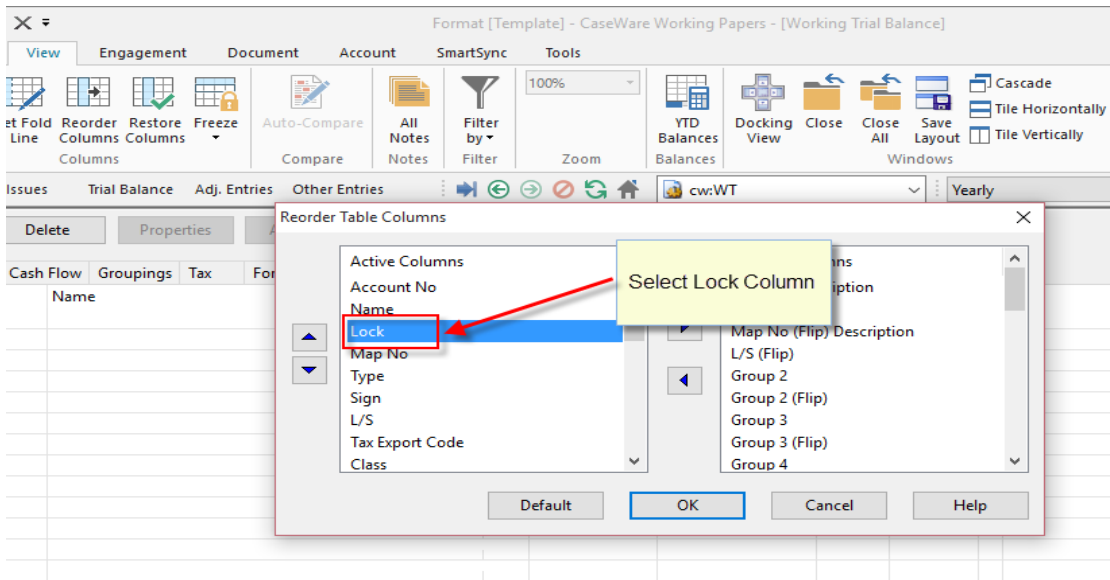 Format [Template] - CaseWare Working Papers - [Working Trial Balance]
View Engagement Document Account SmartSync Tools
et Fold Line
Reorder Columns
Restore Columns
Freeze
Auto-Compare
All Notes
Filter by
100%
YTD Balances
Docking View
Close
Close All
Save Layout
Cascade
Tile Horizontally
Tile Vertically
Columns Compare Notes Filter Zoom Balances Windows
Issues Trial Balance Adj. Entries Other Entries cw:WT Yearly
Delete Properties A
Cash Flow Groupings Tax For
Name
Reorder Table Columns
Active Columns
Account No
Name
Lock
Map No
Type
Sign
L/S
Tax Export Code
Class
Select Lock Column
nns
iption
Map No (Flip) Description
L/S (Flip)
Group 2
Group 2 (Flip)
Group 3
Group 3 (Flip)
Group 4
Default OK Cancel Help